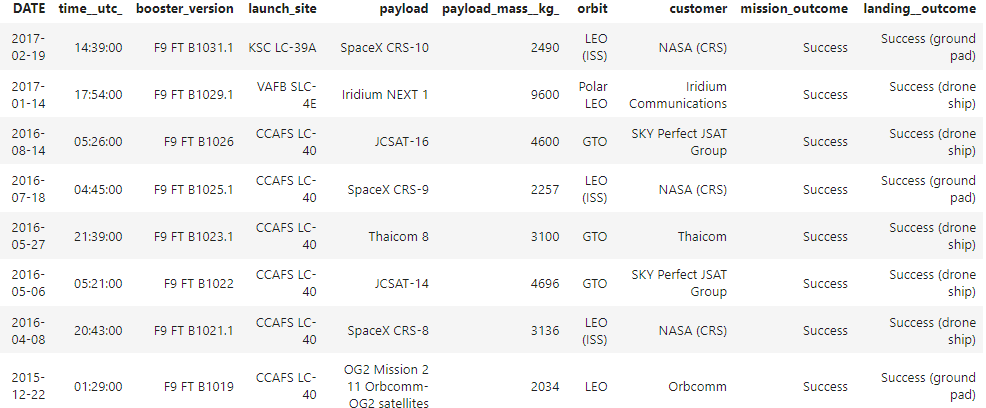 DATE time__utc_ booster_version launch_site payload payload_mass__kg_ orbit customer mission_outcome landing__outcome
2017-02-19 14:39:00 F9 FT B1031.1 KSC LC-39A SpaceX CRS-10 2490 LEO (ISS) NASA (CRS) Success Success (ground pad)
2017-01-14 17:54:00 F9 FT B1029.1 VAFB SLC-4E Iridium NEXT 1 9600 Polar LEO Iridium Communications Success Success (drone ship)
2016-08-14 05:26:00 F9 FT B1026 CCAFS LC-40 JCSAT-16 4600 GTO SKY Perfect JSAT Group Success Success (drone ship)
2016-07-18 04:45:00 F9 FT B1025.1 CCAFS LC-40 SpaceX CRS-9 2257 LEO (ISS) NASA (CRS) Success Success (ground pad)
2016-05-27 21:39:00 F9 FT B1023.1 CCAFS LC-40 Thaicom 8 3100 GTO Thaicom Success Success (drone ship)
2016-05-06 05:21:00 F9 FT B1022 CCAFS LC-40 JCSAT-14 4696 GTO SKY Perfect JSAT Group Success Success (drone ship)
2016-04-08 20:43:00 F9 FT B1021.1 CCAFS LC-40 SpaceX CRS-8 3136 LEO (ISS) NASA (CRS) Success Success (drone ship)
2015-12-22 01:29:00 F9 FT B1019 CCAFS LC-40 OG2 Mission 2 11 Orbcomm-OG2 satellites 2034 LEO Orbcomm Success Success (ground pad)